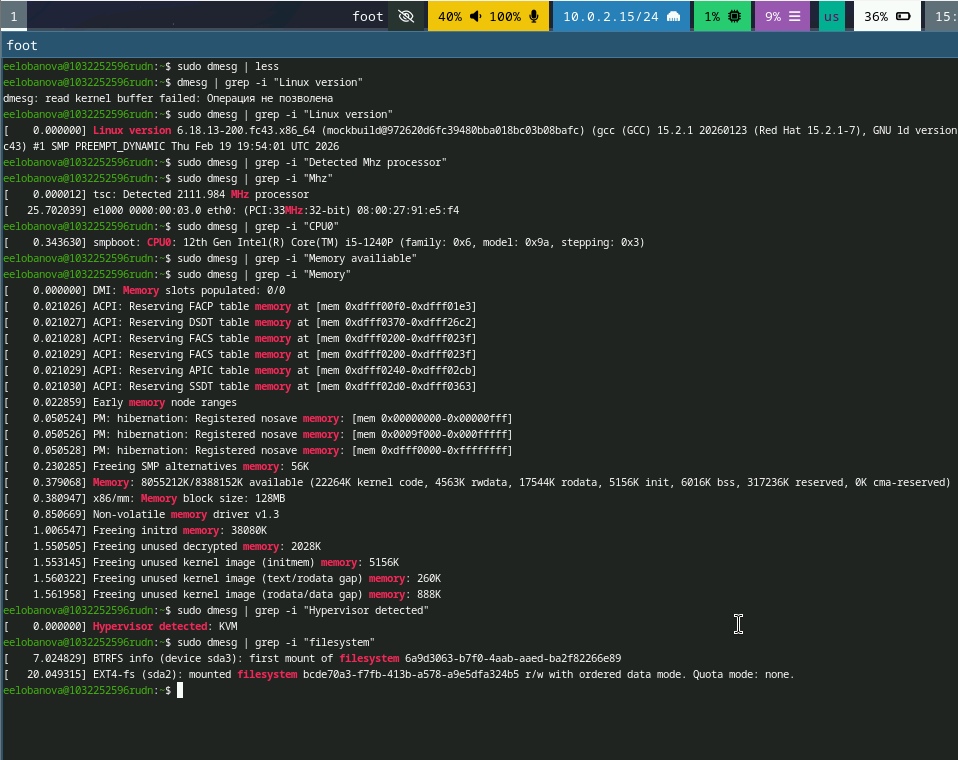 1 foot 40% 100% 10.0.2.15/24 1% 9% us 36% 15:
foot
eelobanova@1032252596rudn:~$ sudo dmesg | less
eelobanova@1032252596rudn:~$ dmesg | grep -i "Linux version"
dmesg: read kernel buffer failed: Операция не позволена
eelobanova@1032252596rudn:~$ sudo dmesg | grep -i "Linux version"
[    0.000000] Linux version 6.18.13-200.fc43.x86_64 (mockbuild@972620d6fc39480bba018bc03b08bafc) (gcc (GCC) 15.2.1 20260123 (Red Hat 15.2.1-7), GNU ld version
c43) #1 SMP PREEMPT_DYNAMIC Thu Feb 19 19:54:01 UTC 2026
eelobanova@1032252596rudn:~$ sudo dmesg | grep -i "Detected Mhz processor"
eelobanova@1032252596rudn:~$ sudo dmesg | grep -i "Mhz"
[    0.000012] tsc: Detected 2111.984 MHz processor
[   25.702039] e1000 0000:00:03.0 eth0: (PCI:33MHz:32-bit) 08:00:27:91:e5:f4
eelobanova@1032252596rudn:~$ sudo dmesg | grep -i "CPU0"
[    0.343630] smpboot: CPU0: 12th Gen Intel(R) Core(TM) i5-1240P (family: 0x6, model: 0x9a, stepping: 0x3)
eelobanova@1032252596rudn:~$ sudo dmesg | grep -i "Memory availiable"
eelobanova@1032252596rudn:~$ sudo dmesg | grep -i "Memory"
[    0.000000] DMI: Memory slots populated: 0/0
[    0.021026] ACPI: Reserving FACP table memory at [mem 0xdfff00f0-0xdfff01e3]
[    0.021027] ACPI: Reserving DSDT table memory at [mem 0xdfff0370-0xdfff26c2]
[    0.021028] ACPI: Reserving FACS table memory at [mem 0xdfff0200-0xdfff023f]
[    0.021029] ACPI: Reserving FACS table memory at [mem 0xdfff0200-0xdfff023f]
[    0.021029] ACPI: Reserving APIC table memory at [mem 0xdfff0240-0xdfff02cb]
[    0.021030] ACPI: Reserving SSDT table memory at [mem 0xdfff02d0-0xdfff0363]
[    0.022859] Early memory node ranges
[    0.050524] PM: hibernation: Registered nosave memory: [mem 0x00000000-0x00000fff]
[    0.050526] PM: hibernation: Registered nosave memory: [mem 0x0009f000-0x000fffff]
[    0.050528] PM: hibernation: Registered nosave memory: [mem 0xdfff0000-0xffffffff]
[    0.230285] Freeing SMP alternatives memory: 56K
[    0.379068] Memory: 8055212K/8388152K available (22264K kernel code, 4563K rwdata, 17544K rodata, 5156K init, 6016K bss, 317236K reserved, 0K cma-reserved)
[    0.380947] x86/mm: Memory block size: 128MB
[    0.850669] Non-volatile memory driver v1.3
[    1.006547] Freeing initrd memory: 38080K
[    1.550505] Freeing unused decrypted memory: 2028K
[    1.553145] Freeing unused kernel image (initmem) memory: 5156K
[    1.560322] Freeing unused kernel image (text/rodata gap) memory: 260K
[    1.561958] Freeing unused kernel image (rodata/data gap) memory: 888K
eelobanova@1032252596rudn:~$ sudo dmesg | grep -i "Hypervisor detected"
[    0.000000] Hypervisor detected: KVM
eelobanova@1032252596rudn:~$ sudo dmesg | grep -i "filesystem"
[    7.024829] BTRFS info (device sda3): first mount of filesystem 6a9d3063-b7f0-4aab-aaed-ba2f82266e89
[   20.049315] EXT4-fs (sda2): mounted filesystem bcde70a3-f7fb-413b-a578-a9e5dfa324b5 r/w with ordered data mode. Quota mode: none.
eelobanova@1032252596rudn:~$